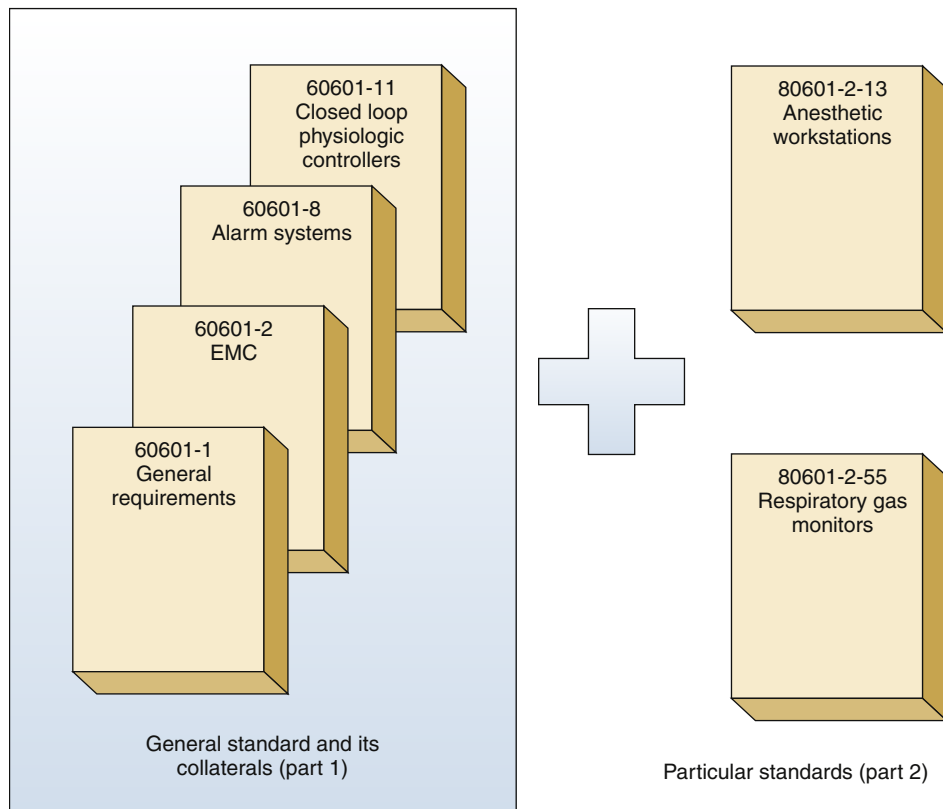 60601-11
Closed loop
physiologic
controllers
60601-8
Alarm systems
60601-2
EMC
60601-1
General
requirements
General standard and its
collaterals (part 1)
80601-2-13
Anesthetic
workstations
80601-2-55
Respiratory gas
monitors
Particular standards (part 2)